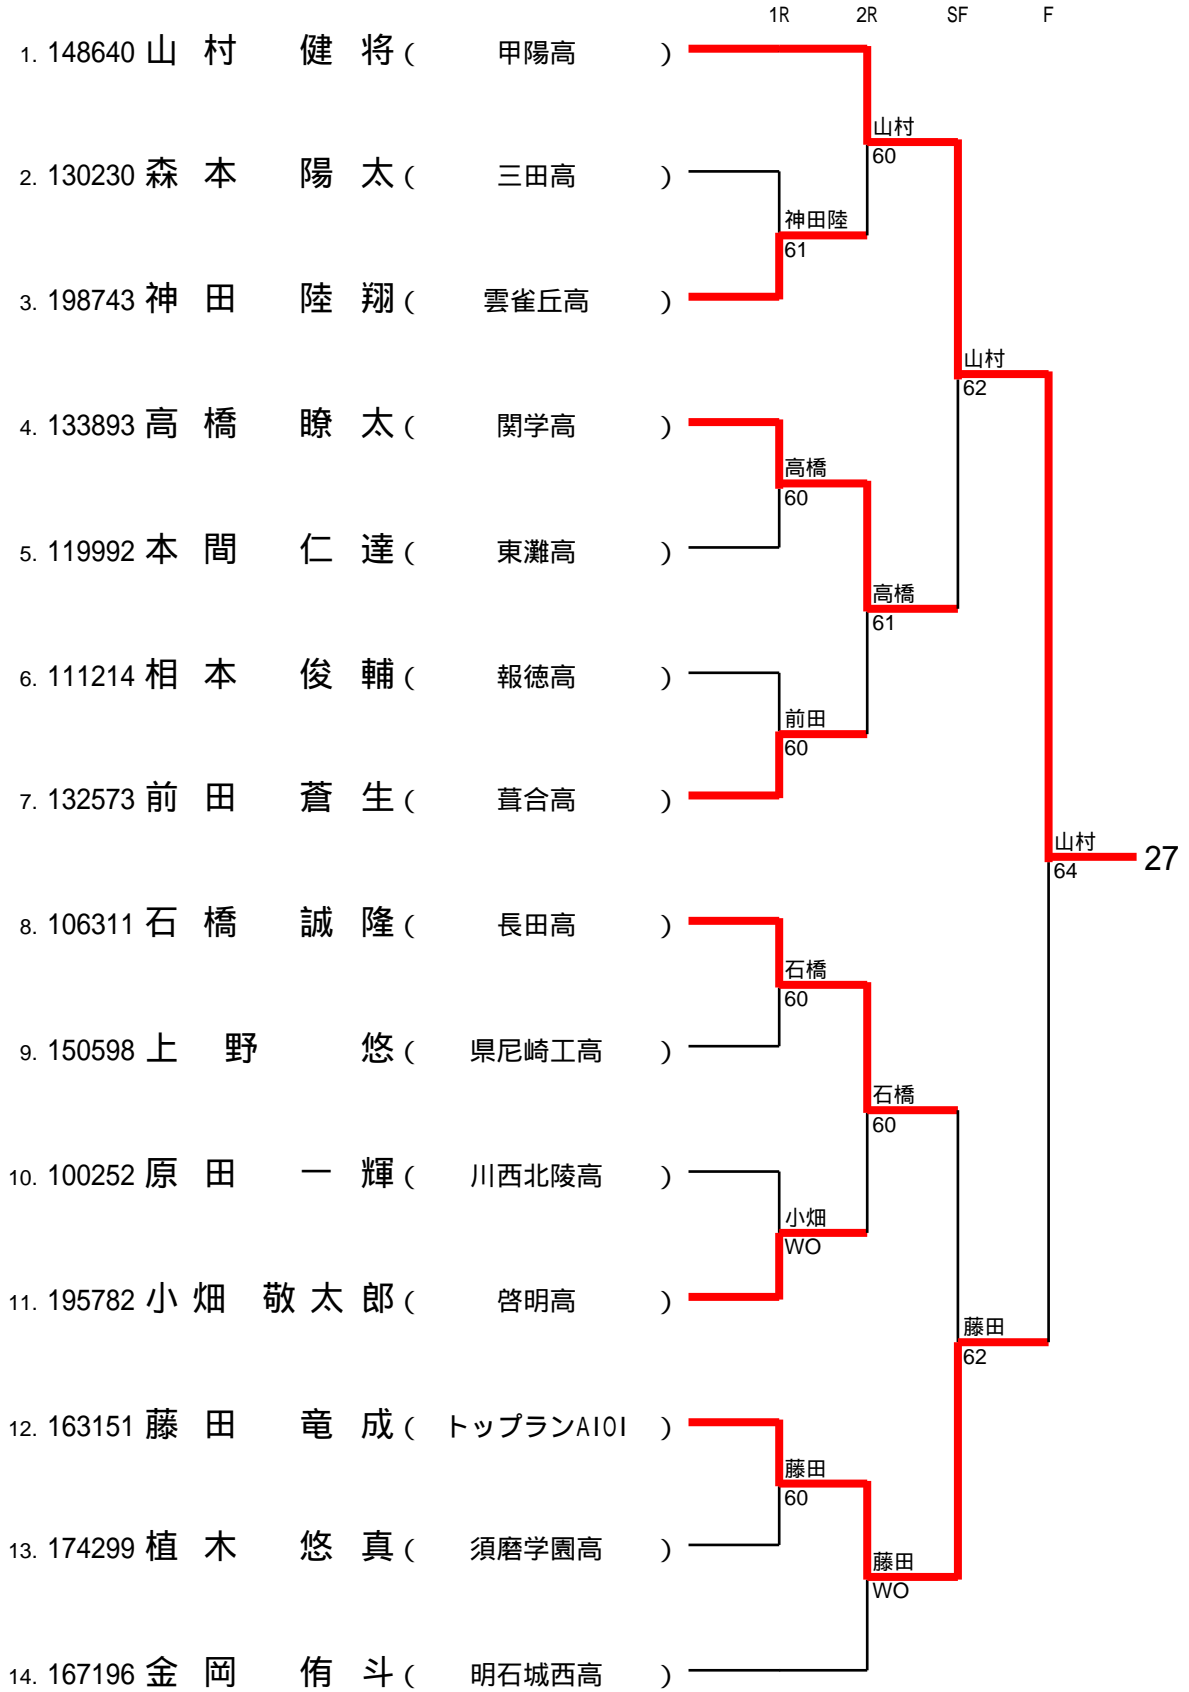 1R 2R SF F
1. 148640 山村 健将 ( 甲陽高 )
山村
60
2. 130230 森本 陽太 ( 三田高 )
神田陸
61
3. 198743 神田 陸翔 ( 雲雀丘高 )
山村
62
4. 133893 高橋 瞭太 ( 関学高 )
高橋
60
5. 119992 本間 仁達 ( 東灘高 )
高橋
61
6. 111214 相本 俊輔 ( 報徳高 )
前田
60
7. 132573 前田 蒼生 ( 葺合高 )
山村
64
27
8. 106311 石橋 誠隆 ( 長田高 )
石橋
60
9. 150598 上野 悠 ( 県尼崎工高 )
石橋
60
10. 100252 原田 一輝 ( 川西北陵高 )
小畑
WO
11. 195782 小畑 敬太郎 ( 啓明高 )
藤田
62
12. 163151 藤田 竜成 ( トップランAIOI )
藤田
60
13. 174299 植木 悠真 ( 須磨学園高 )
藤田
WO
14. 167196 金岡 侑斗 ( 明石城西高 )